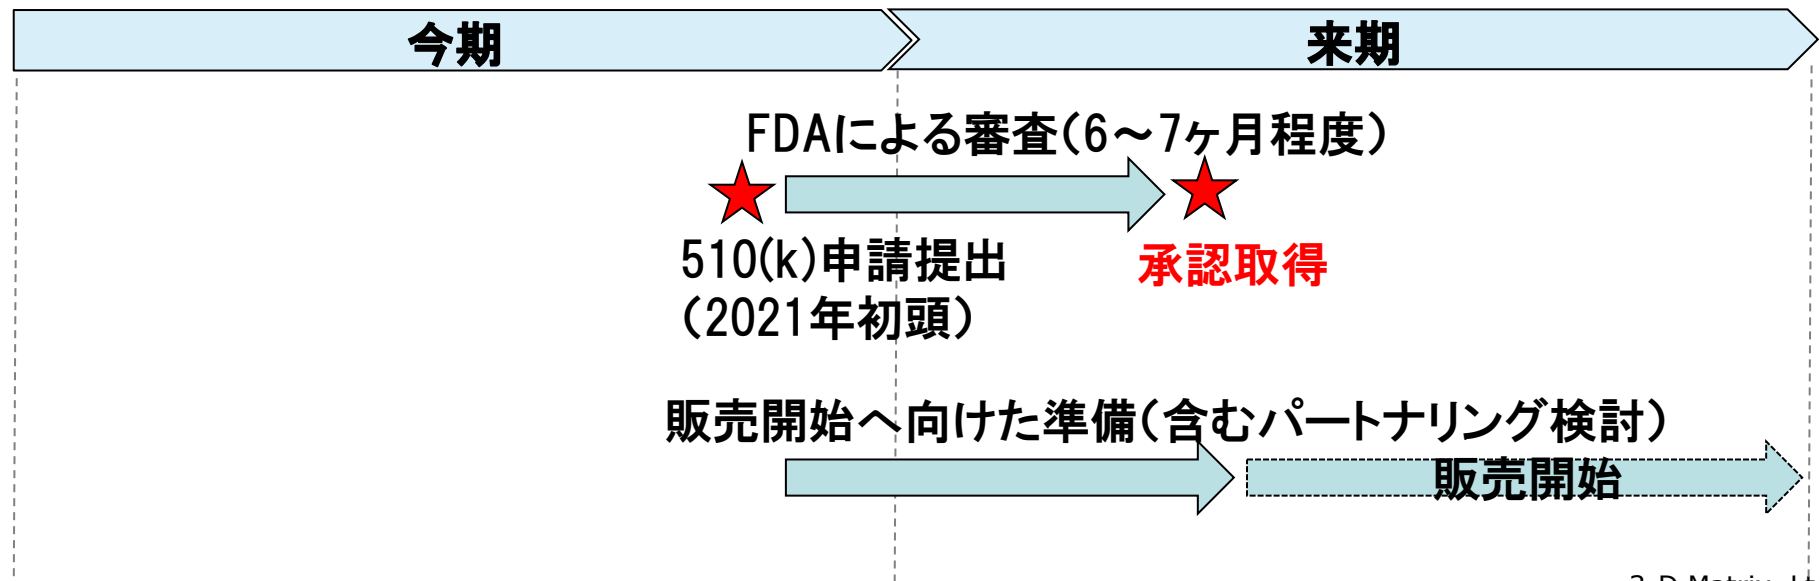 今期
来期
FDAによる審査(6～7ヶ月程度)
510(k)申請提出
(2021年初頭)
承認取得
販売開始へ向けた準備(含むパートナリング検討)
販売開始